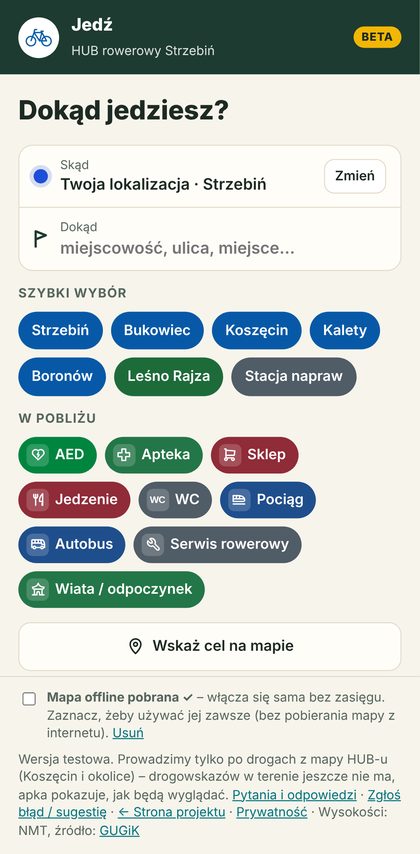 Jedź
HUB rowerowy Strzebiń
BETA
Dokąd jedziesz?
Skąd
Twoja lokalizacja · Strzebiń
Zmień
Dokąd
miejscowość, ulica, miejsce...
SZYBKI WYBÓR
Strzebiń Bukowiec Koszęcin Kalety
Boronów Leśno Rajza Stacja napraw
W POBLIŻU
AED Apteka Sklep
Jedzenie WC WC Pociąg
Autobus Serwis rowerowy
Wiata / odpoczynek
Wskaż cel na mapie
Mapa offline pobrana ✓ – włącza się sama bez zasięgu.
Zaznacz, żeby używać jej zawsze (bez pobierania mapy z
internetu). Usuń
Wersja testowa. Prowadzimy tylko po drogach z mapy HUB-u
(Koszęcin i okolice) – drogowskazów w terenie jeszcze nie ma,
apka pokazuje, jak będą wyglądać. Pytania i odpowiedzi · Zgłoś
błąd / sugestię · ← Strona projektu · Prywatność · Wysokości:
NMT, źródło: GUGiK